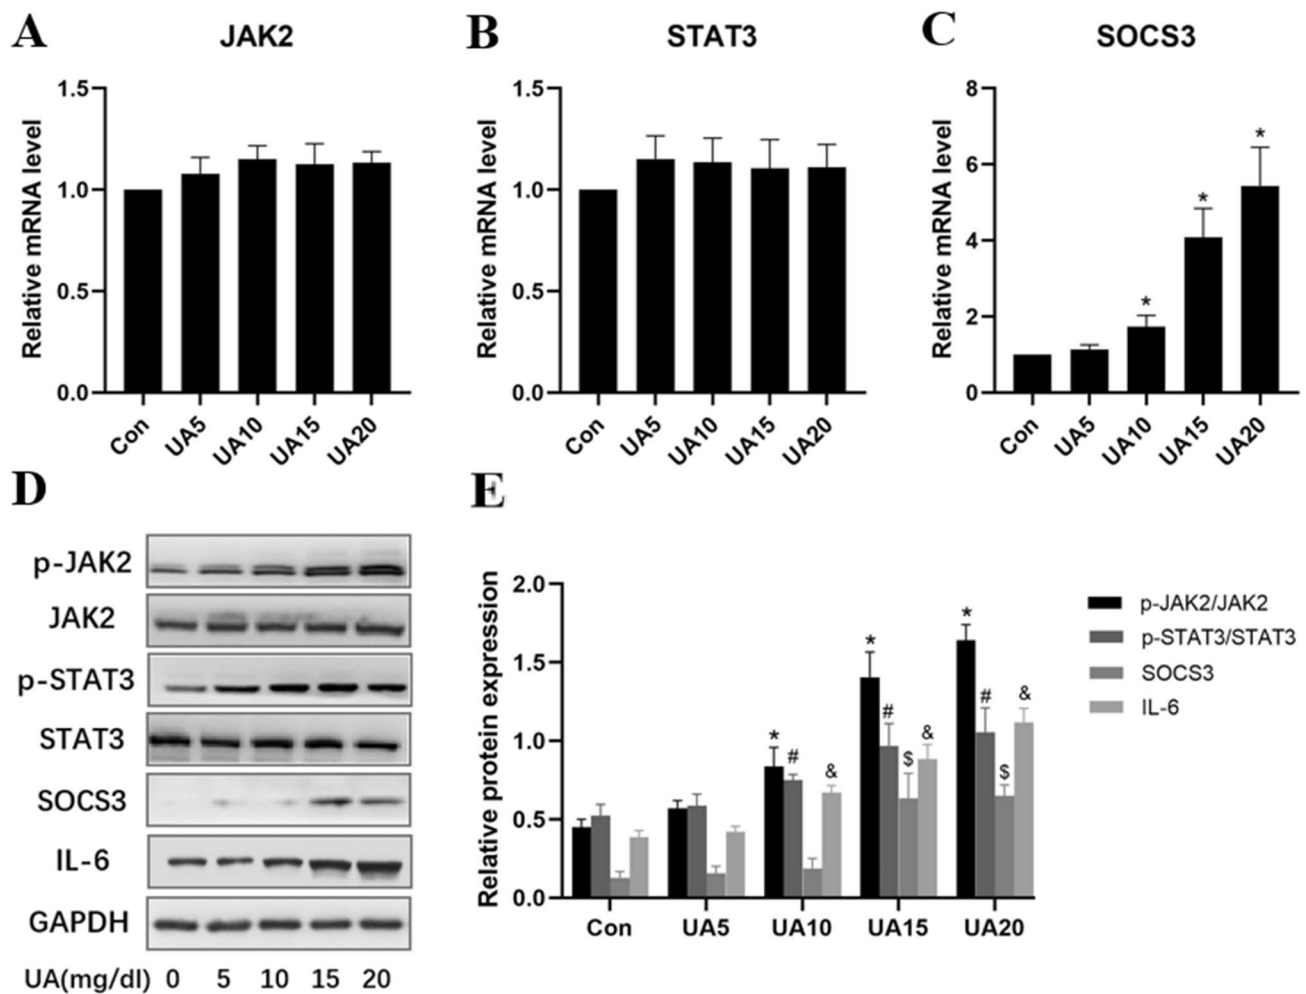 A
JAK2
Relative mRNA level
1.5
1.0
0.5
0.0
Con
UA5
UA10
UA15
UA20
B
STAT3
Relative mRNA level
1.5
1.0
0.5
0.0
Con
UA5
UA10
UA15
UA20
C
SOCS3
Relative mRNA level
8
6
4
2
0
*
*
*
Con
UA5
UA10
UA15
UA20
D
p-JAK2
JAK2
p-STAT3
STAT3
SOCS3
IL-6
GAPDH
UA(mg/dl) 0 5 10 15 20
E
Relative protein expression
2.0
1.5
1.0
0.5
0.0
* # &
* # $ &
* # $ &
Con
UA5
UA10
UA15
UA20
p-JAK2/JAK2
p-STAT3/STAT3
SOCS3
IL-6